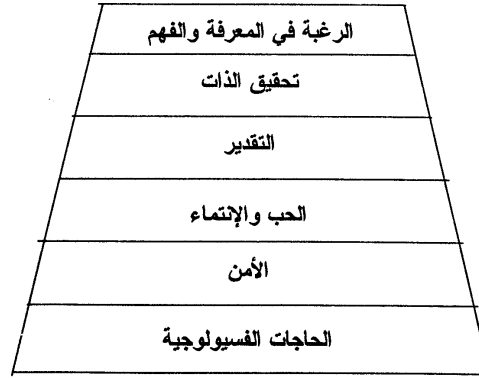 الرغبة في المعرفة والفهم
تحقيق الذات
التقدير
الحب والإنتماء
الأمن
الحاجات الفسيولوجية